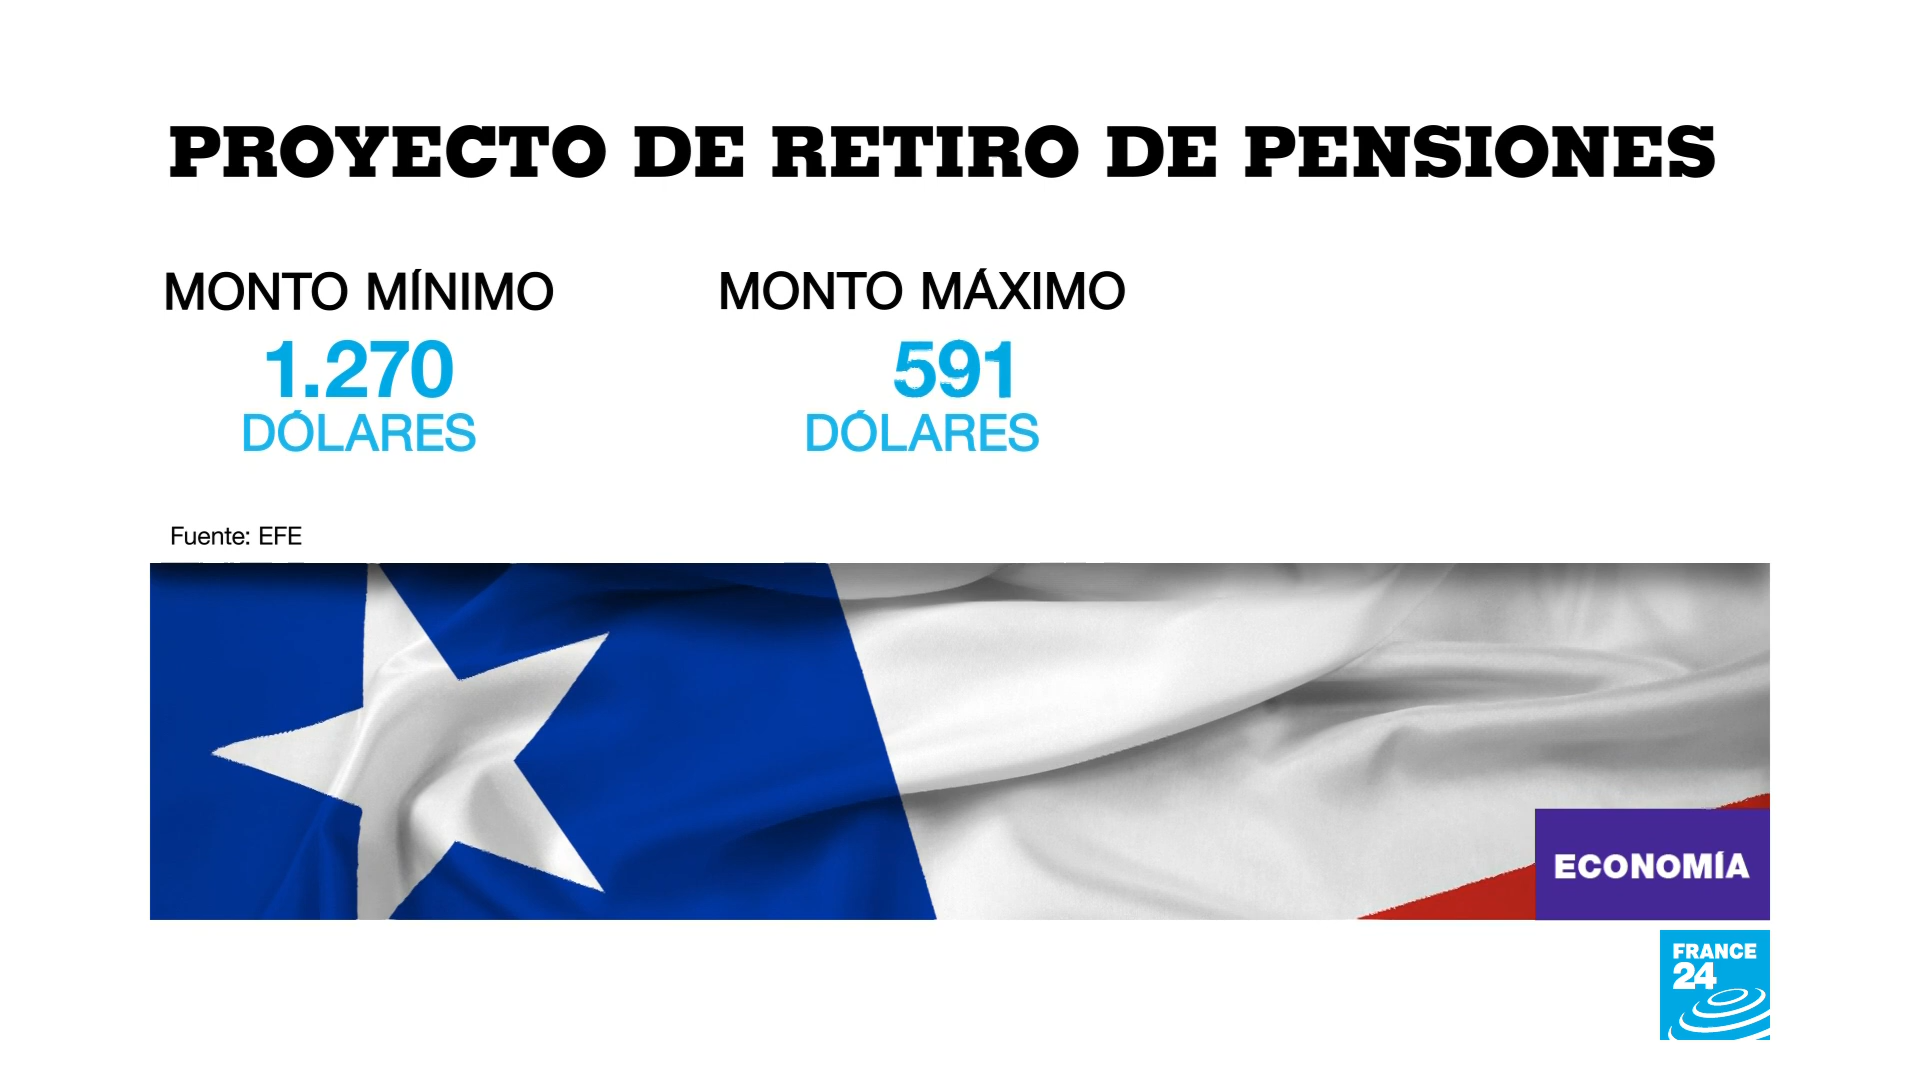 PROYECTO DE RETIRO DE PENSIONES
MONTO MÍNIMO
1.270
DÓLARES
MONTO MÁXIMO
591
DÓLARES
Fuente: EFE
ECONOMÍA
FRANCE
24